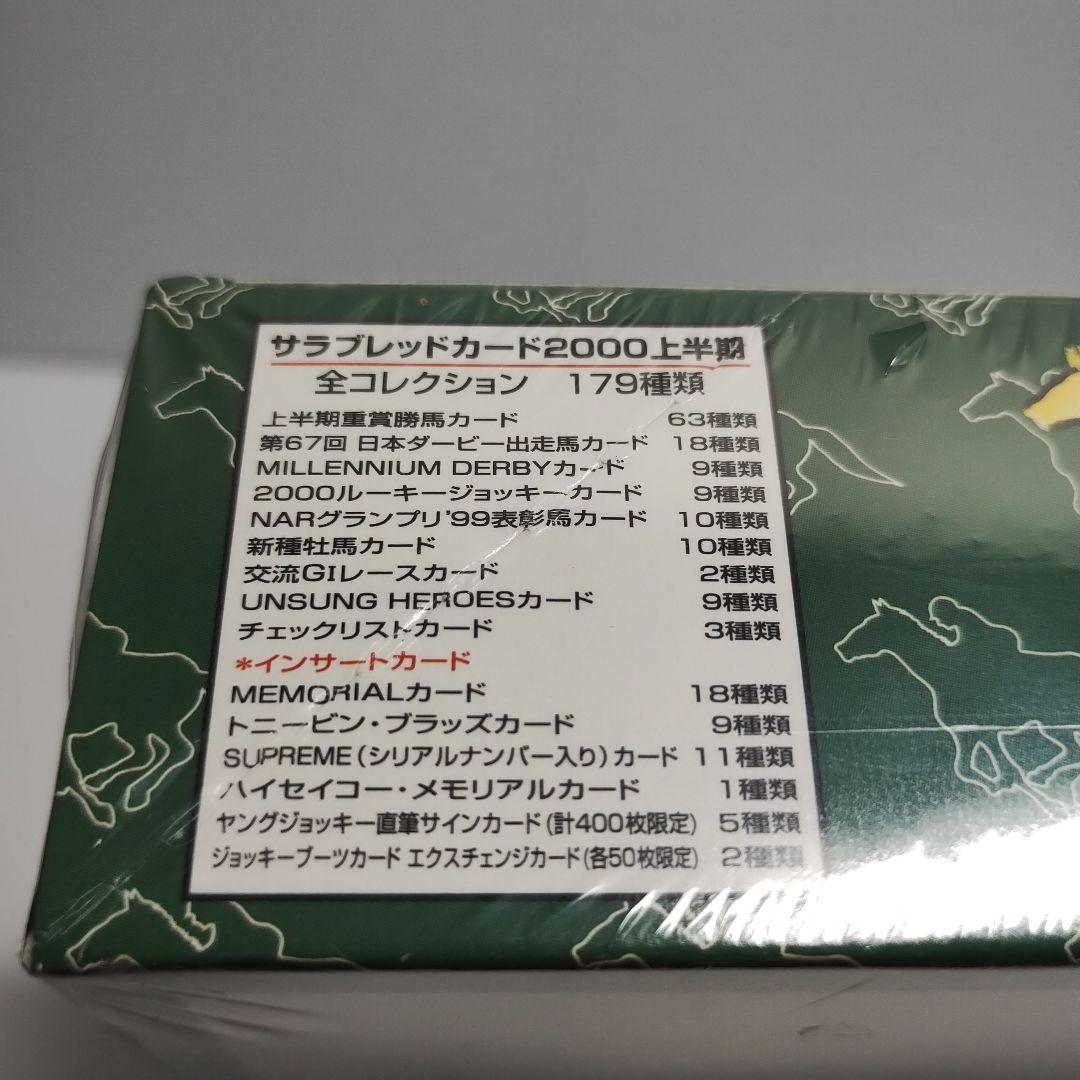 サラブレッドカード2000上半期
全コレクション 179種類
上半期重賞勝馬カード 63種類
第67回 日本ダービー出走馬カード 18種類
MILLENNIUM DERBYカード 9種類
2000ルーキージョッキーカード 9種類
NARグランプリ'99表彰馬カード 10種類
新種牡馬カード 10種類
交流GIレースカード 2種類
UNSUNG HEROESカード 9種類
チェックリストカード 3種類
*インサートカード
MEMORIALカード 18種類
トニービン・ブラッズカード 9種類
SUPREME(シリアルナンバー入り)カード 11種類
ハイセイコー・メモリアルカード 1種類
ヤングジョッキー直筆サインカード(計400枚限定) 5種類
ジョッキーブーツカード エクスチェンジカード(各50枚限定) 2種類